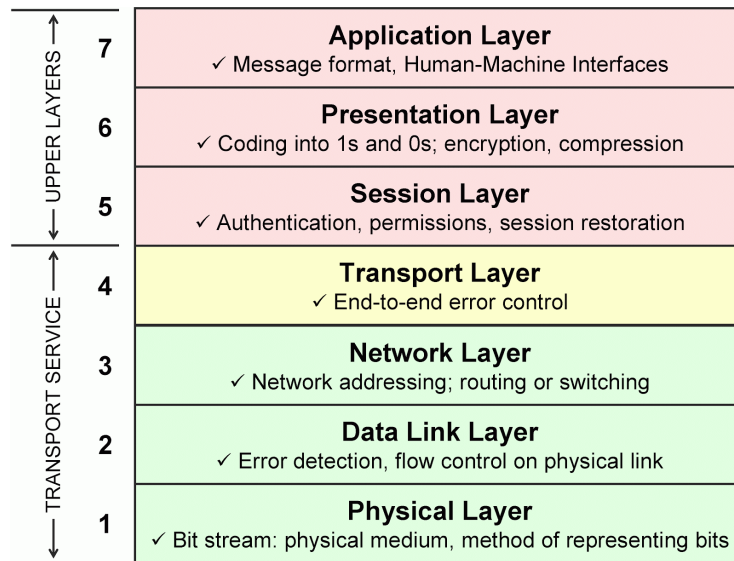 UPPER LAYERS
7
Application Layer
✓ Message format, Human-Machine Interfaces
6
Presentation Layer
✓ Coding into 1s and 0s; encryption, compression
5
Session Layer
✓ Authentication, permissions, session restoration
TRANSPORT SERVICE
4
Transport Layer
✓ End-to-end error control
3
Network Layer
✓ Network addressing; routing or switching
2
Data Link Layer
✓ Error detection, flow control on physical link
1
Physical Layer
✓ Bit stream: physical medium, method of representing bits